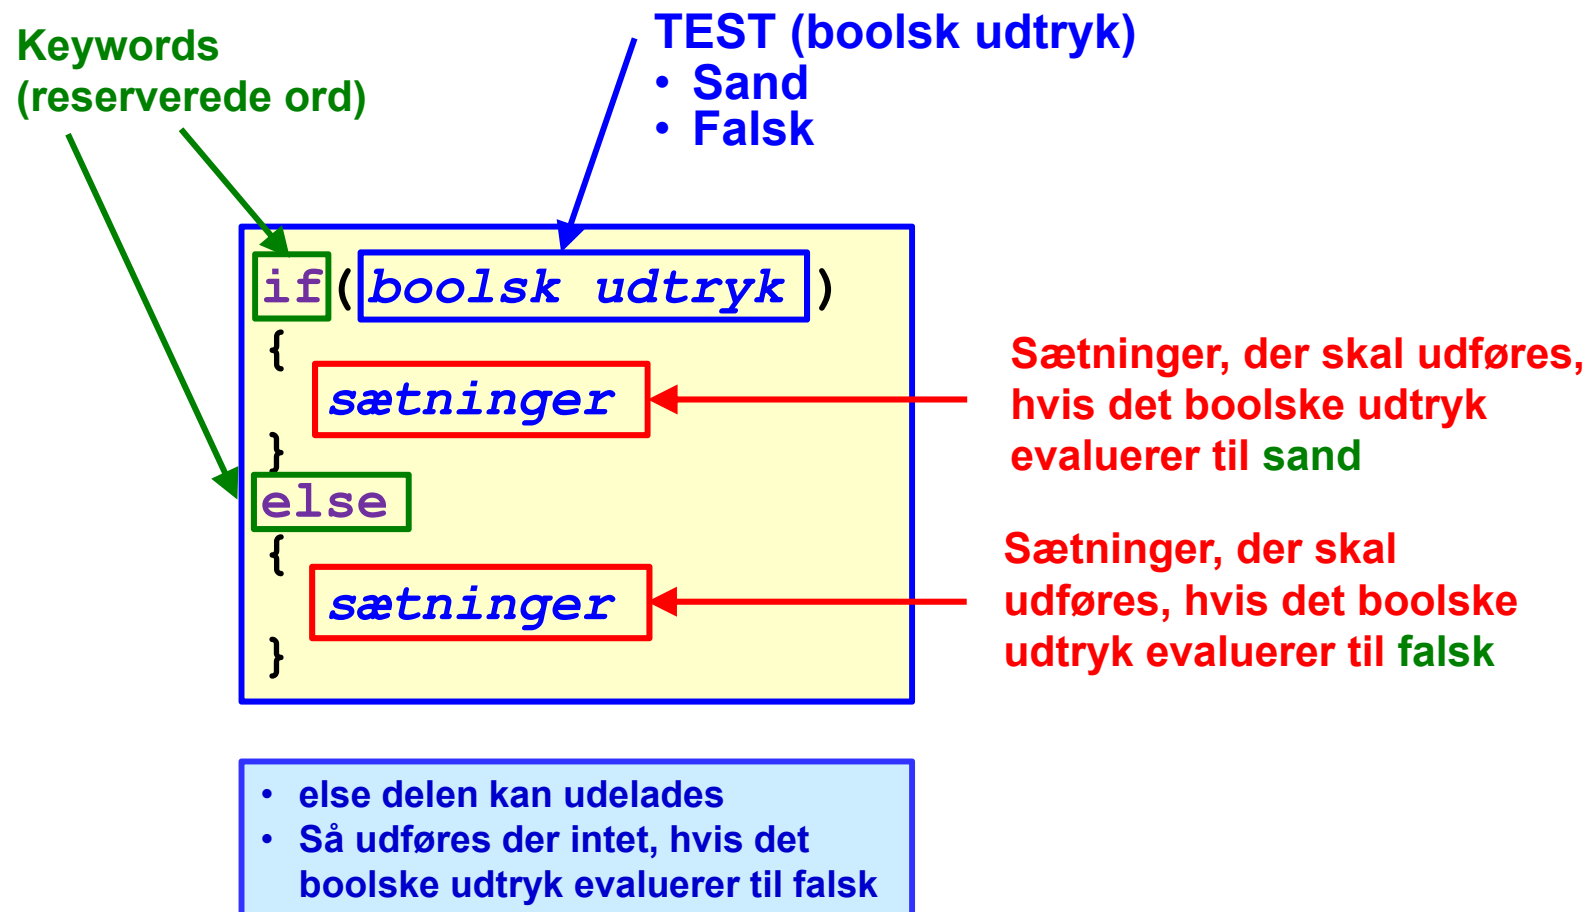 Keywords
(reserverede ord)
TEST (boolsk udtryk)
• Sand
• Falsk
if(boolsk udtryk)
{
sætninger
}
else
{
sætninger
}
Sætninger, der skal udføres,
hvis det boolske udtryk
evaluerer til sand
Sætninger, der skal
udføres, hvis det boolske
udtryk evaluerer til falsk
• else delen kan udelades
• Så udføres der intet, hvis det
boolske udtryk evaluerer til falsk